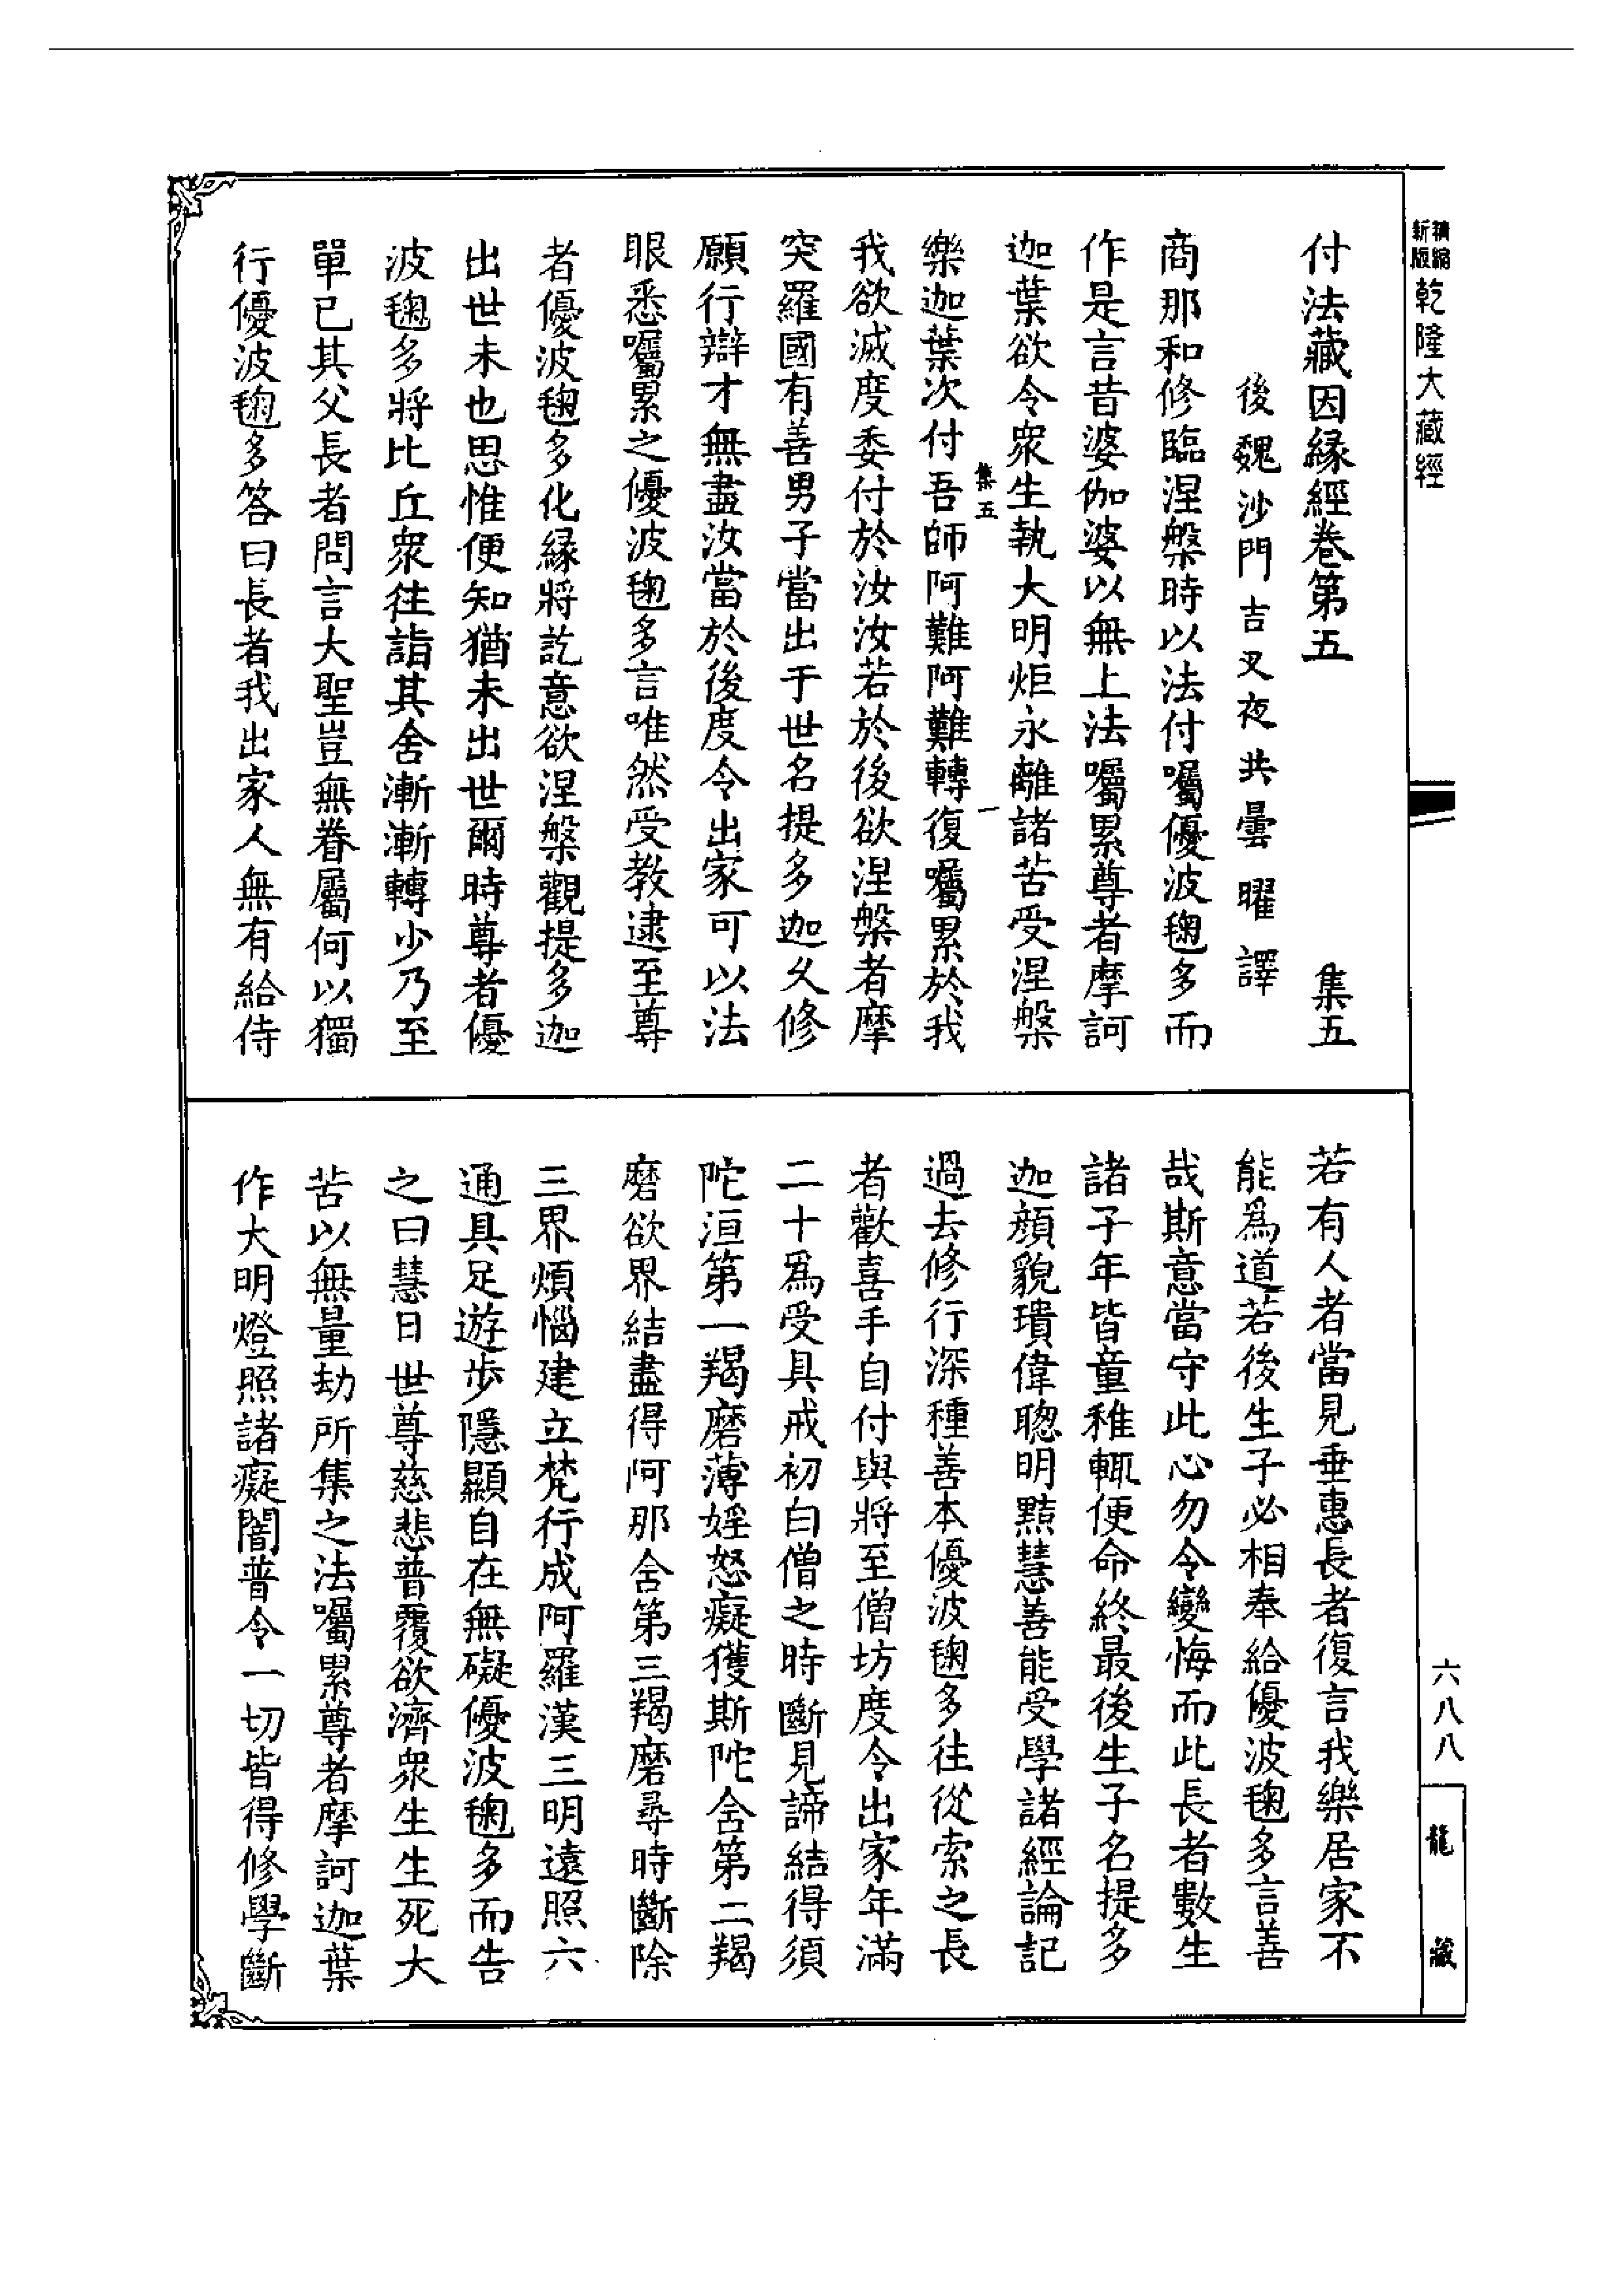 精縮
新版
乾隆大藏經
付法藏因緣經卷第五　集五
後魏沙門吉叉夜共曇曜譯
商那和修臨涅槃時以法付囑優波毱多而
作是言昔婆伽婆以無上法囑累尊者摩訶
迦葉欲令衆生執大明炬永離諸苦受涅槃
集五　一
樂迦葉次付吾師阿難阿難轉復囑累於我
我欲滅度委付於汝汝若於後欲涅槃者摩
突羅國有善男子當出于世名提多迦久修
願行辯才無盡汝當於後度令出家可以法
眼悉囑累之優波毱多言唯然受教逮至尊
者優波毱多化緣將訖意欲涅槃觀提多迦
出世未也思惟便知猶未出世爾時尊者優
波毱多將比丘衆往詣其舍漸漸轉少乃至
單已其父長者問言大聖豈無眷屬何以獨
行優波毱多答曰長者我出家人無有給侍
若有人者當見垂惠長者復言我樂居家不
能爲道若後生子必相奉給優波毱多言善
哉斯意當守此心勿令變悔而此長者數生
諸子年皆童稚輒便命終最後生子名提多
迦顏貌瓌偉聰明黠慧善能受學諸經論記
過去修行深種善本優波毱多往從索之長
者歡喜手自付與將至僧坊度令出家年滿
二十爲受具戒初白僧之時斷見諦結得須
陀洹第一羯磨薄婬怒癡獲斯陀含第二羯
磨欲界結盡得阿那含第三羯磨尋時斷除
三界煩惱建立梵行成阿羅漢三明遠照六
通具足遊步隱顯自在無礙優波毱多而告
之曰慧日世尊慈悲普覆欲濟衆生生死大
苦以無量劫所集之法囑累尊者摩訶迦葉
作大明燈照諸癡闇普令一切皆得修學斷
六八八
龍藏